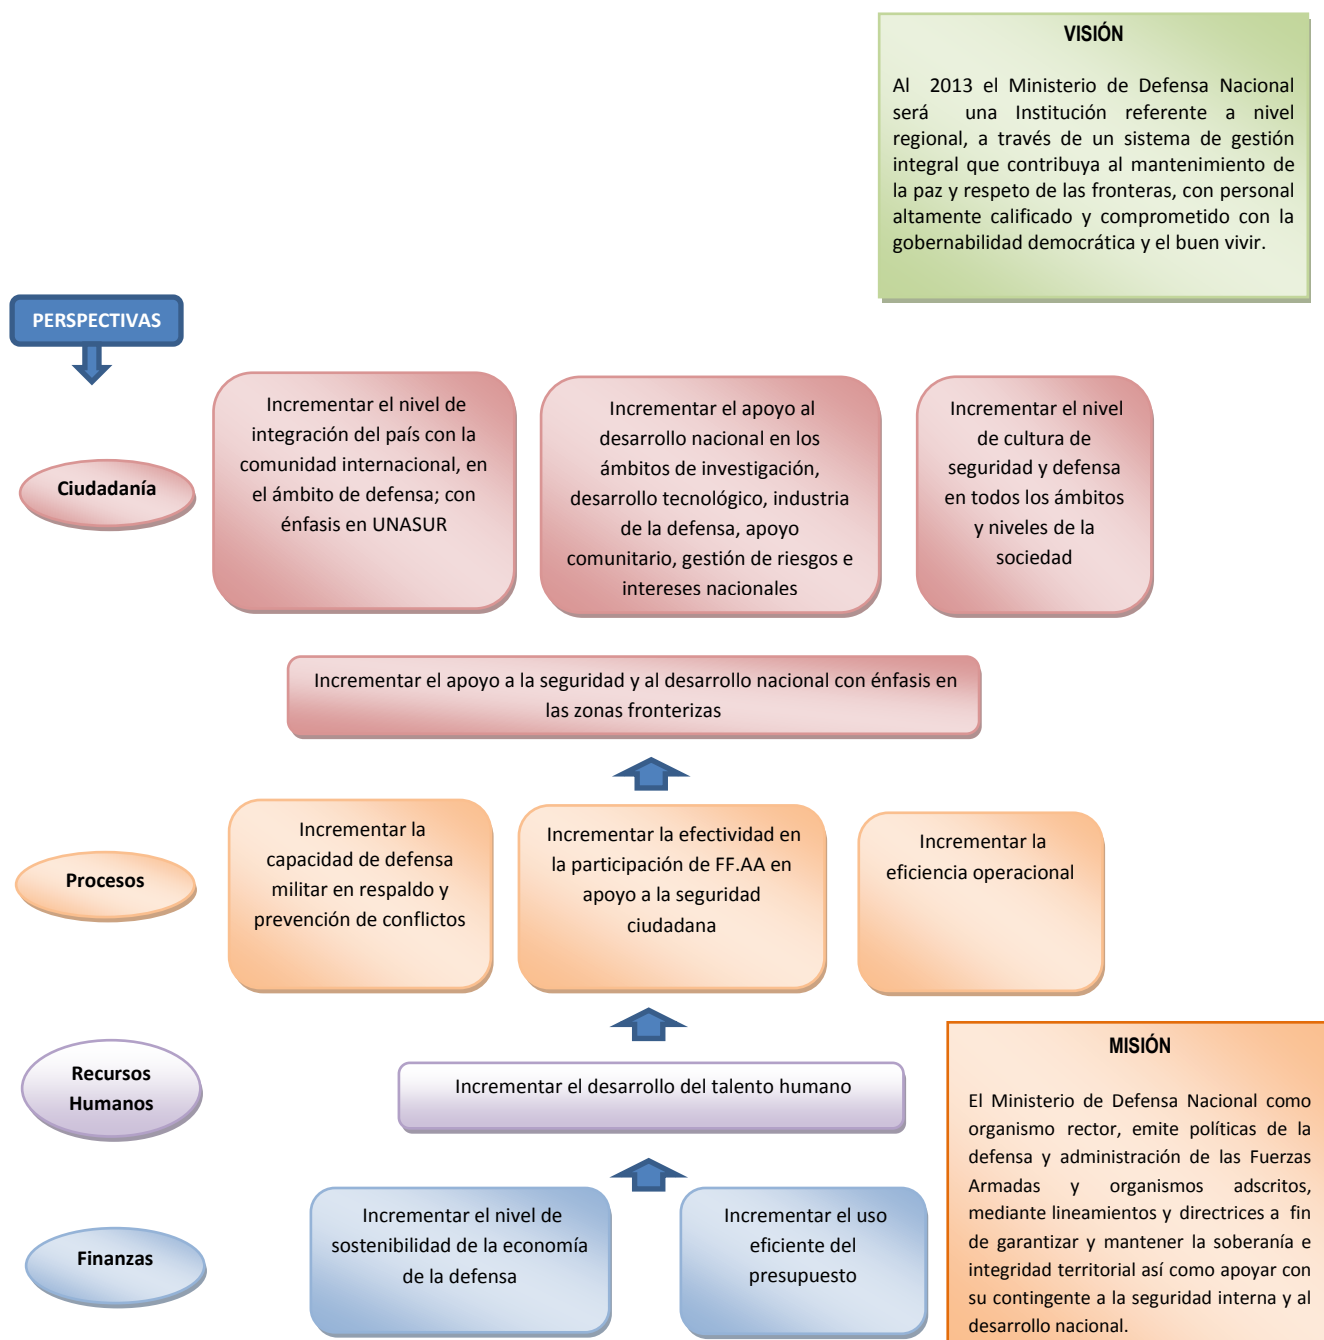 VISIÓN
Al 2013 el Ministerio de Defensa Nacional
será una Institución referente a nivel
regional, a través de un sistema de gestión
integral que contribuya al mantenimiento de
la paz y respeto de las fronteras, con personal
altamente calificado y comprometido con la
gobernabilidad democrática y el buen vivir.
PERSPECTIVAS
Ciudadanía
Incrementar el nivel de
integración del país con la
comunidad internacional, en
el ámbito de defensa; con
énfasis en UNASUR
Incrementar el apoyo al
desarrollo nacional en los
ámbitos de investigación,
desarrollo tecnológico, industria
de la defensa, apoyo
comunitario, gestión de riesgos e
intereses nacionales
Incrementar el nivel
de cultura de
seguridad y defensa
en todos los ámbitos
y niveles de la
sociedad
Incrementar el apoyo a la seguridad y al desarrollo nacional con énfasis en
las zonas fronterizas
Procesos
Incrementar la
capacidad de defensa
militar en respaldo y
prevención de conflictos
Incrementar la efectividad en
la participación de FF.AA en
apoyo a la seguridad
ciudadana
Incrementar la
eficiencia operacional
Recursos
Humanos
Incrementar el desarrollo del talento humano
MISIÓN
El Ministerio de Defensa Nacional como
organismo rector, emite políticas de la
defensa y administración de las Fuerzas
Armadas y organismos adscritos,
mediante lineamientos y directrices a fin
de garantizar y mantener la soberanía e
integridad territorial así como apoyar con
su contingente a la seguridad interna y al
desarrollo nacional.
Finanzas
Incrementar el nivel de
sostenibilidad de la economía
de la defensa
Incrementar el uso
eficiente del
presupuesto